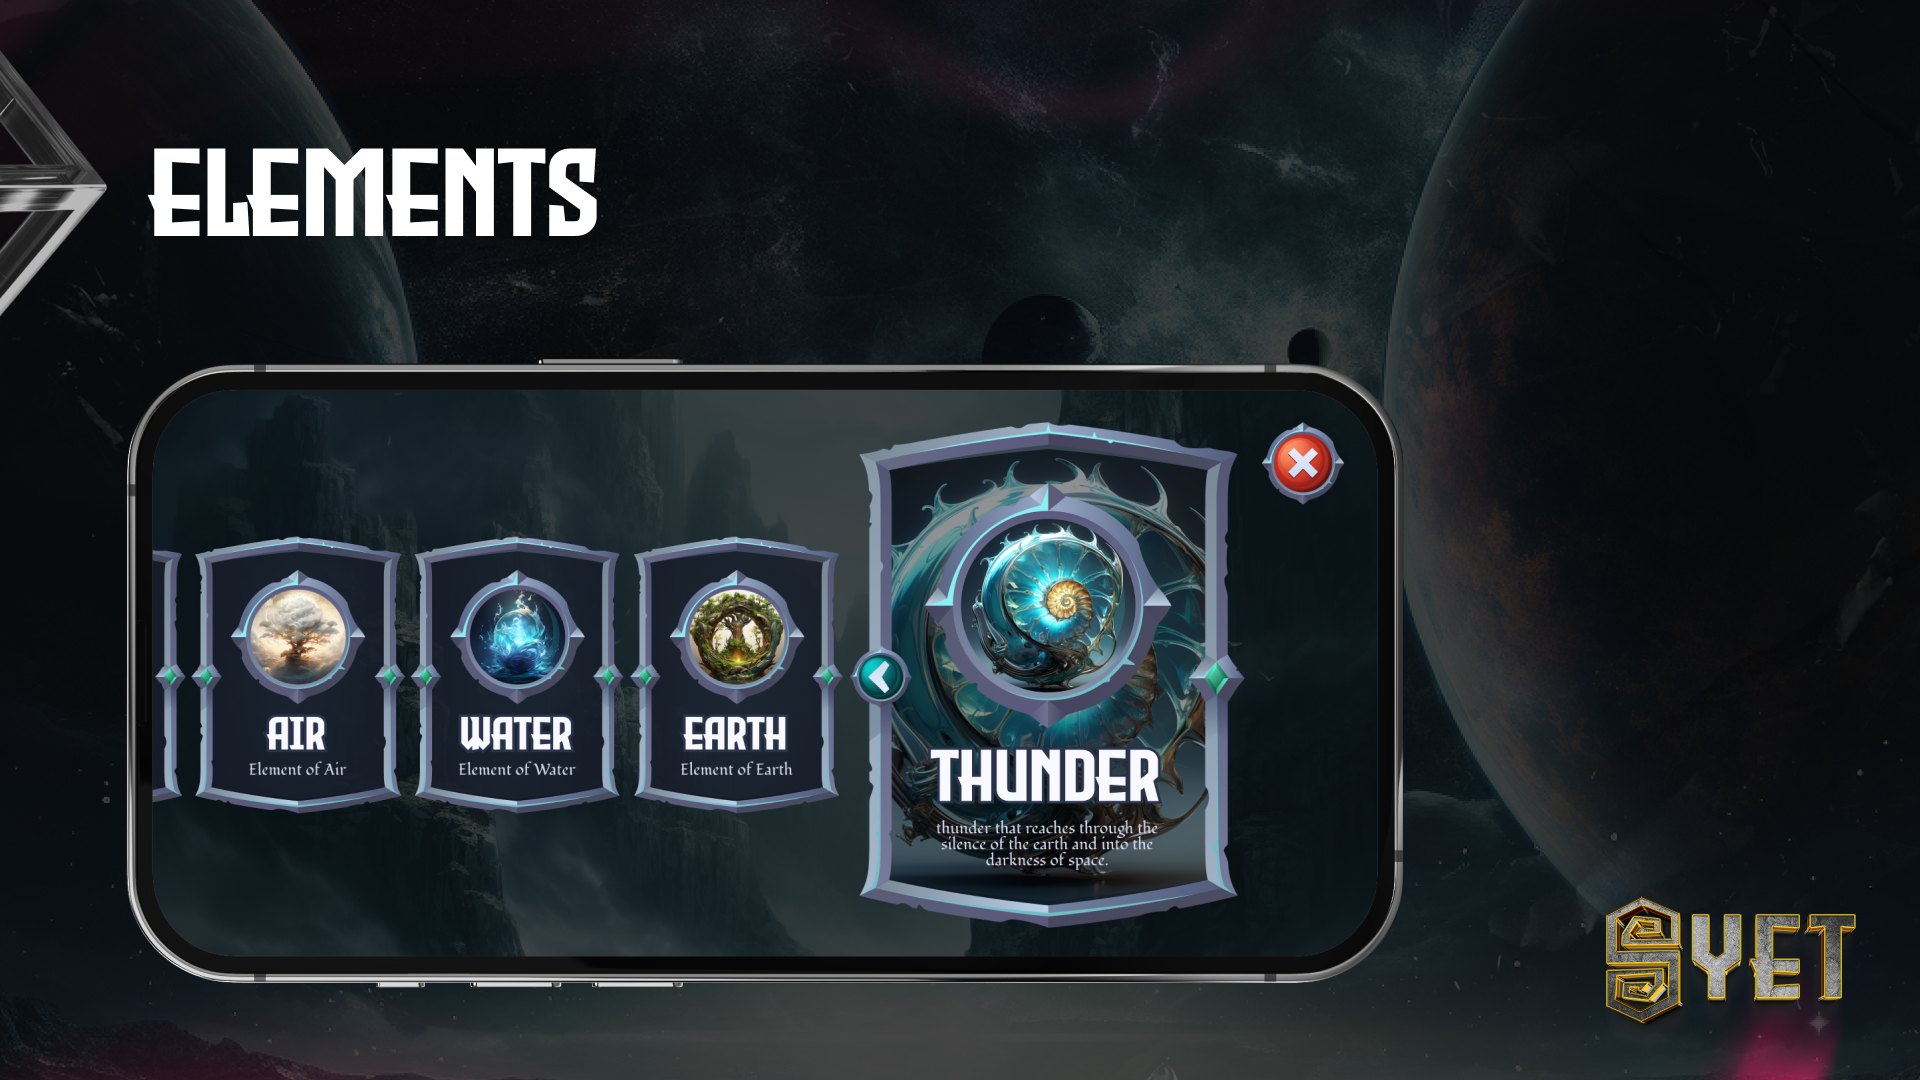 ELEMENTS
AIR
Element of Air
WATER
Element of Water
EARTH
Element of Earth
THUNDER
thunder that reaches through the
silence of the earth and into the
darkness of space.
SYET